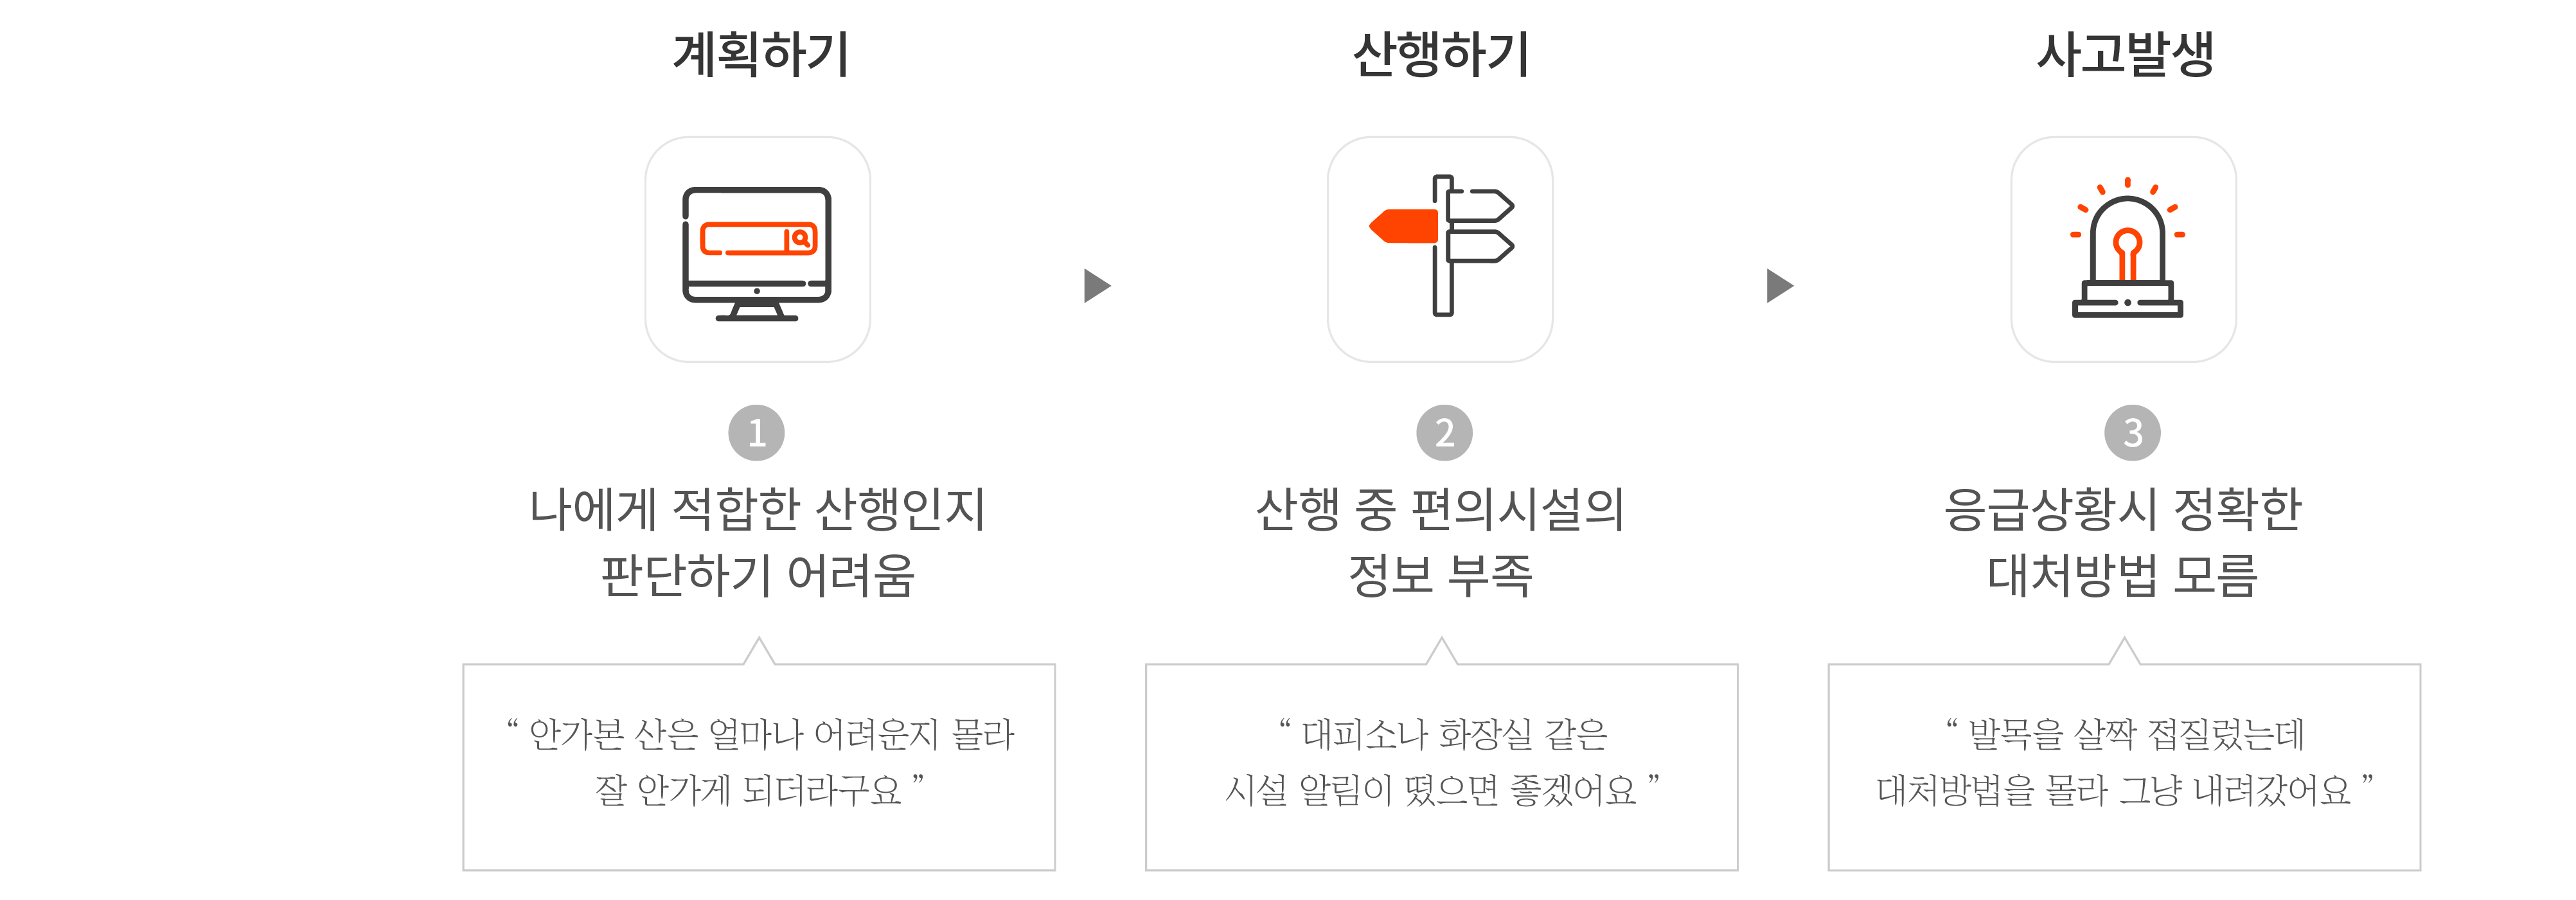 계획하기
산행하기
사고발생
1
나에게 적합한 산행인지
판단하기 어려움
“ 안가본 산은 얼마나 어려운지 몰라
잘 안가게 되더라구요 ”
2
산행 중 편의시설의
정보 부족
“ 대피소나 화장실 같은
시설 알림이 떴으면 좋겠어요 ”
3
응급상황시 정확한
대처방법 모름
“ 발목을 살짝 접질렀는데
대처방법을 몰라 그냥 내려갔어요 ”